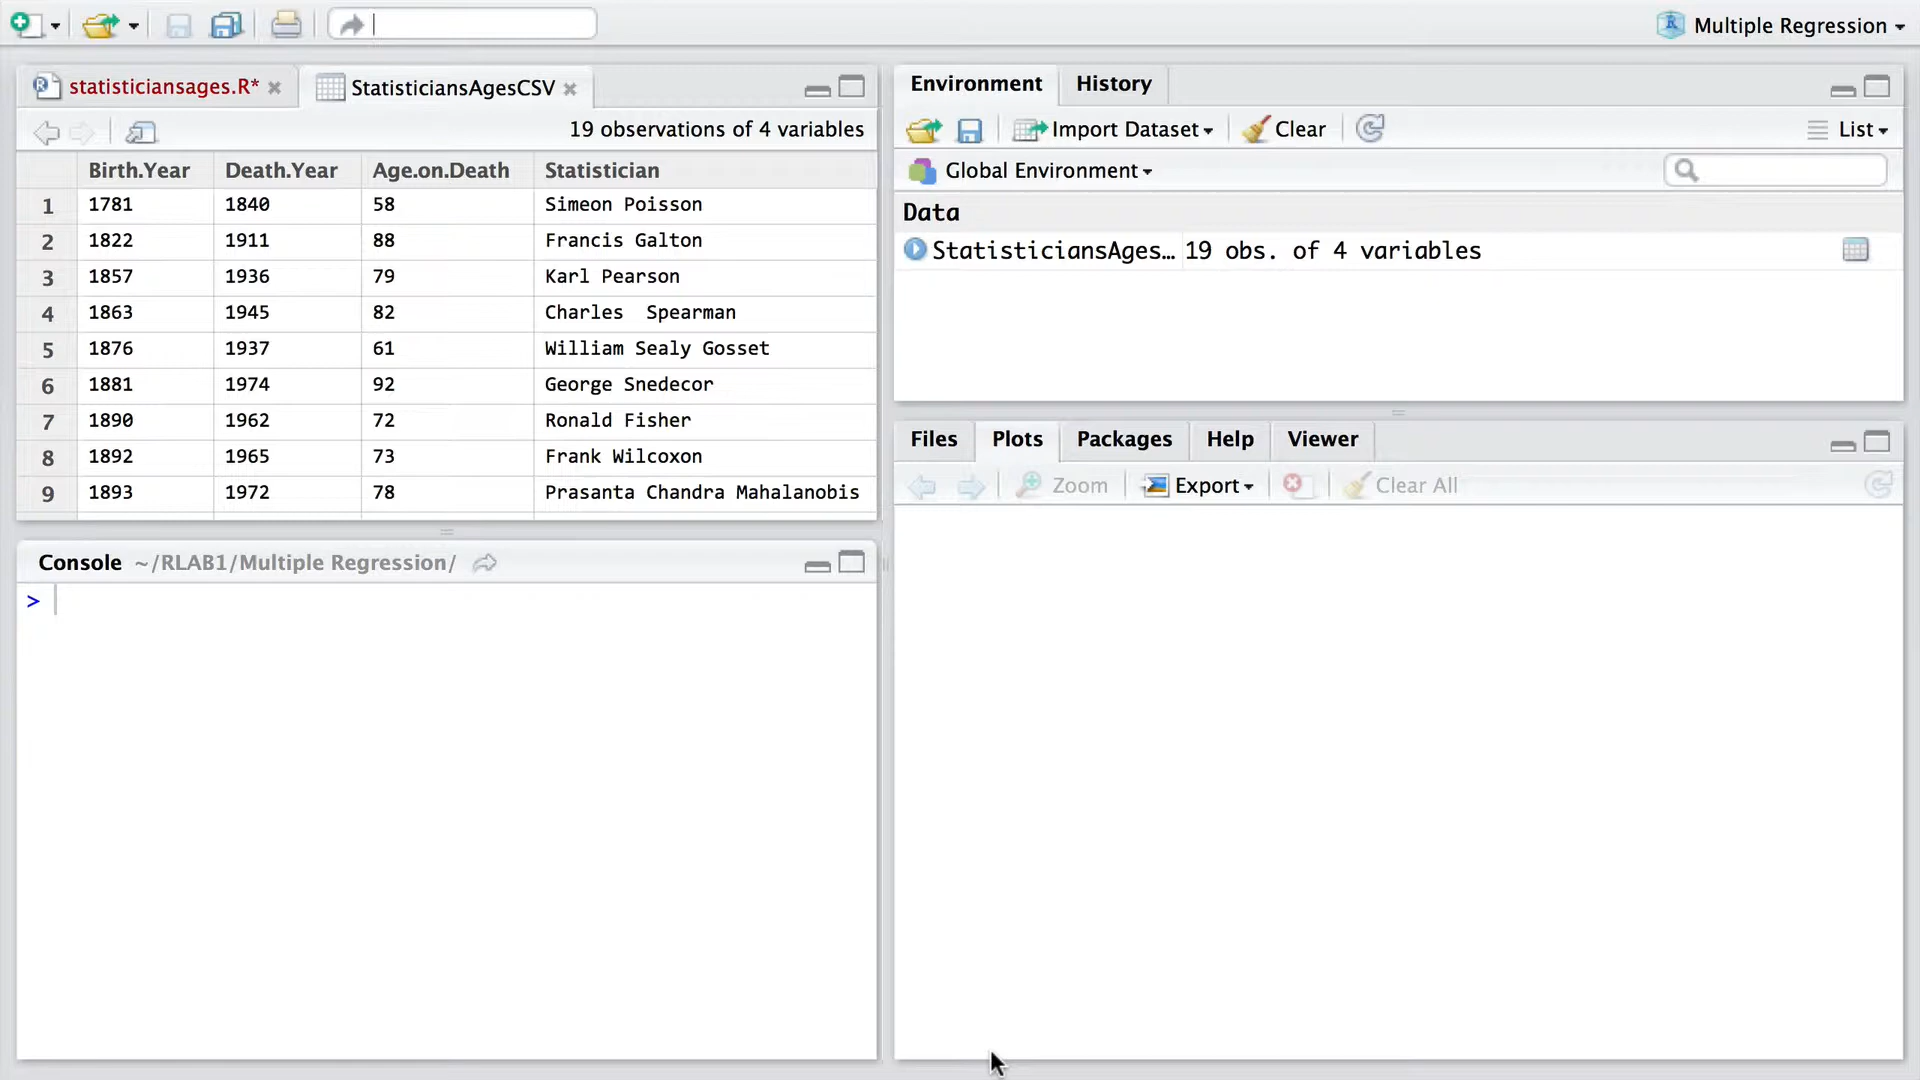 Multiple Regression
statisticiansages.R*
StatisticiansAgesCSV
19 observations of 4 variables
Birth.Year Death.Year Age.on.Death Statistician
1 1781 1840 58 Simeon Poisson
2 1822 1911 88 Francis Galton
3 1857 1936 79 Karl Pearson
4 1863 1945 82 Charles  Spearman
5 1876 1937 61 William Sealy Gosset
6 1881 1974 92 George Snedecor
7 1890 1962 72 Ronald Fisher
8 1892 1965 73 Frank Wilcoxon
9 1893 1972 78 Prasanta Chandra Mahalanobis
Console ~/RLAB1/Multiple Regression/
>
Environment History
Import Dataset Clear List
Global Environment
Data
StatisticiansAges… 19 obs. of 4 variables
Files Plots Packages Help Viewer
Zoom Export Clear All